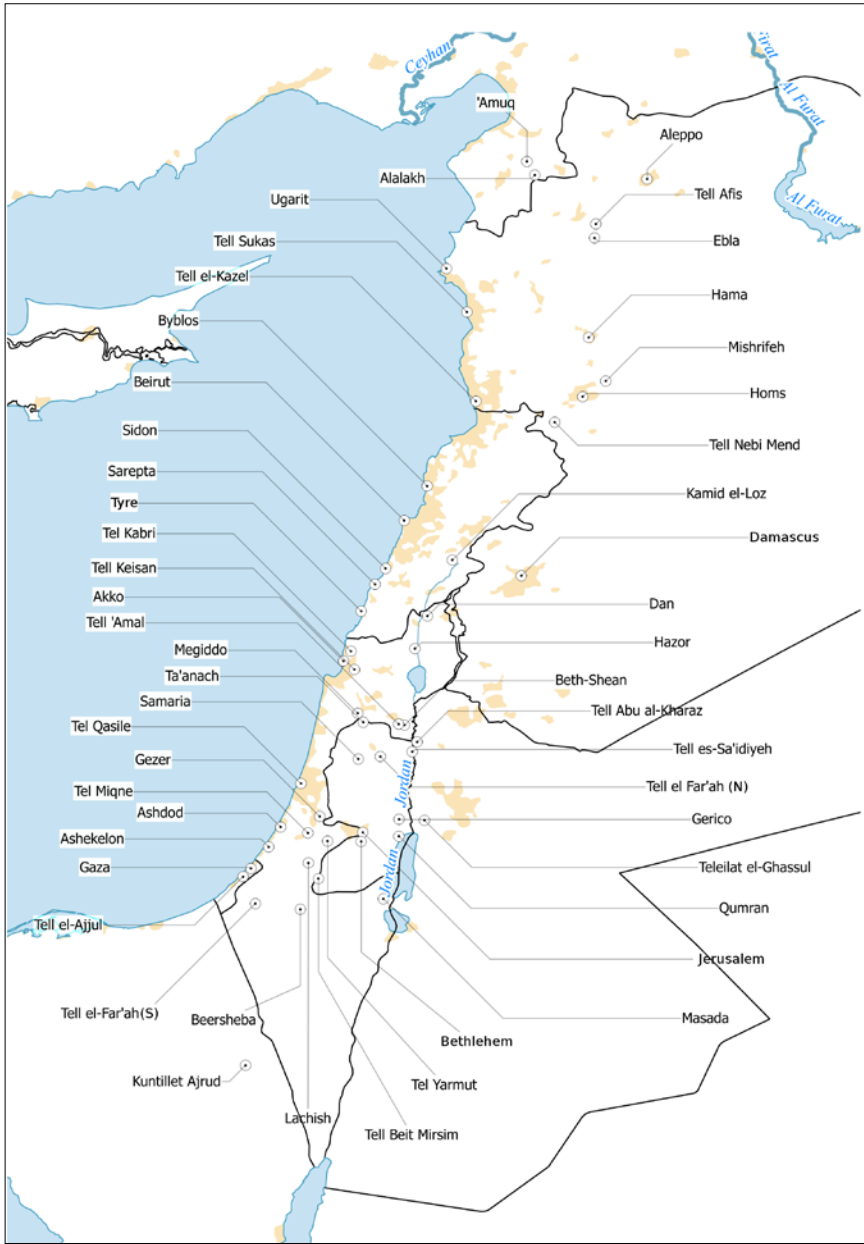 Ceyhan
Firat
Al Furat
'Amuq
Aleppo
Alalakh
Ugarit
Tell Afis
Al Furat
Tell Sukas
Ebla
Tell el-Kazel
Hama
Byblos
Mishrifeh
Beirut
Homs
Sidon
Tell Nebi Mend
Sarepta
Kamid el-Loz
Tyre
Tel Kabri
Damascus
Tell Keisan
Akko
Dan
Tell 'Amal
Hazor
Megiddo
Ta'anach
Beth-Shean
Samaria
Tell Abu al-Kharaz
Tel Qasile
Tell es-Sa'idiyeh
Gezer
Jordan
Tell el Far'ah (N)
Tel Miqne
Ashdod
Gerico
Ashekelon
Gaza
Jordan
Teleilat el-Ghassul
Qumran
Tell el-Ajjul
Jerusalem
Tell el-Far'ah(S)
Beersheba
Masada
Bethlehem
Kuntillet Ajrud
Tel Yarmut
Lachish
Tell Beit Mirsim